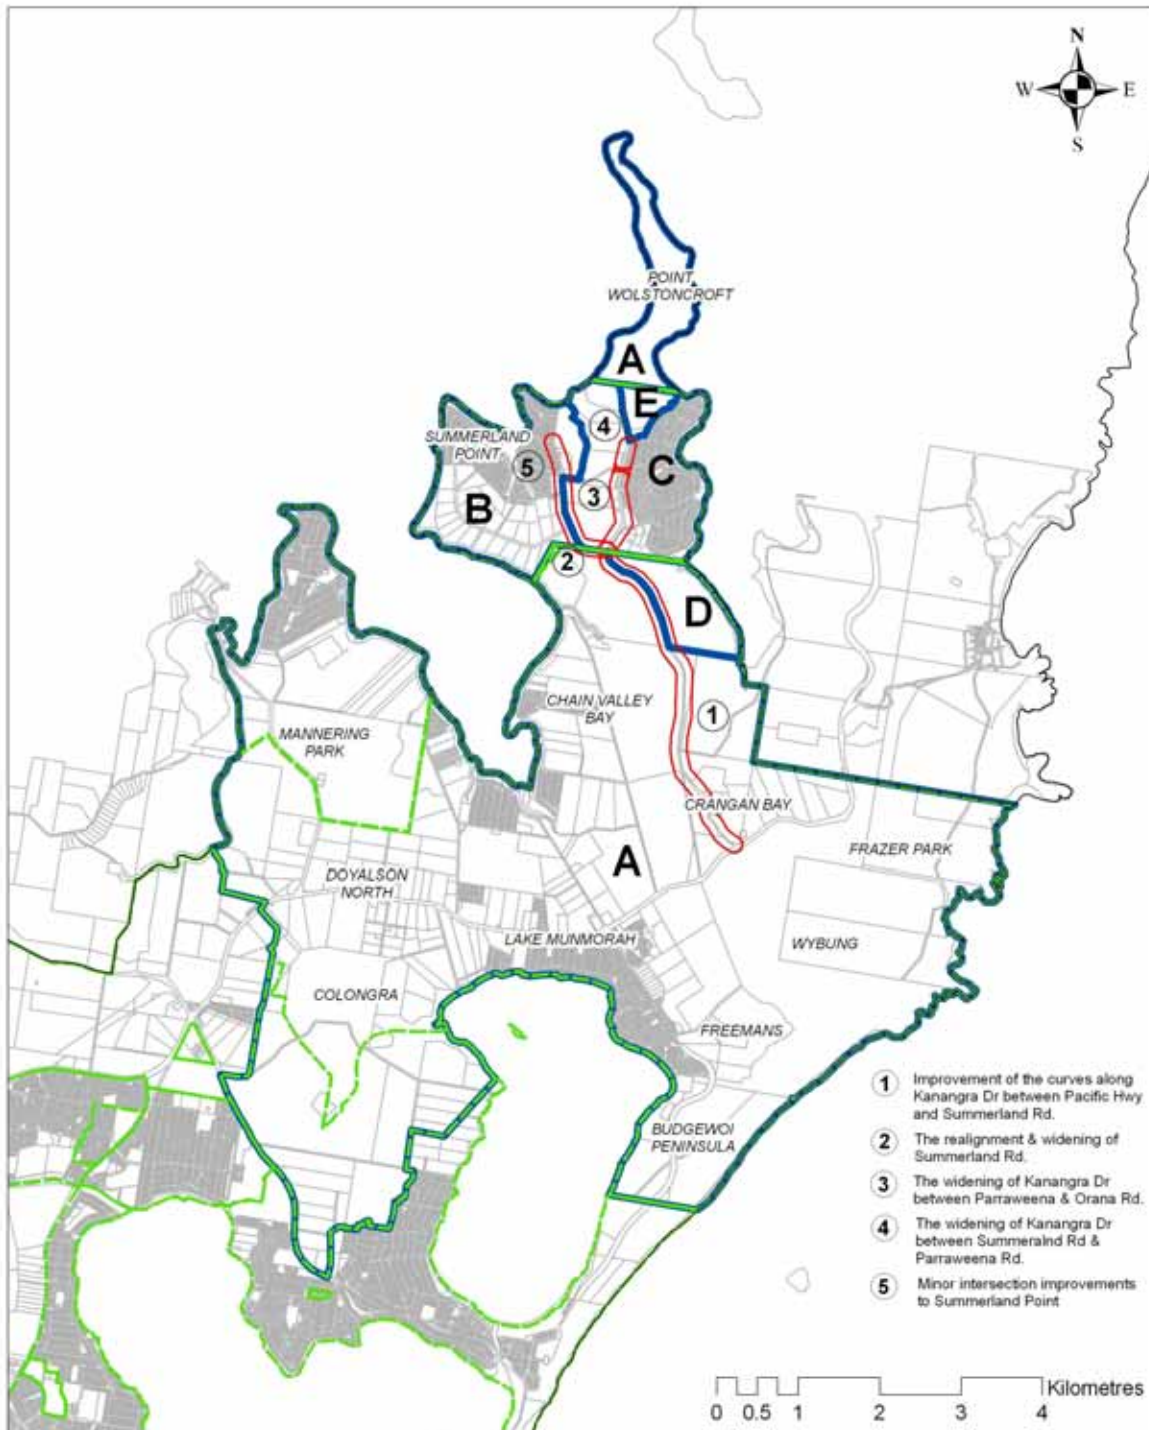 N
W E
S
POINT
WOLSTONCROFT
A
E
4
SUMMERLAND
POINT
5
C
3
B
2
D
CHAIN VALLEY
BAY
1
MANNERING
PARK
CRANGAN BAY
FRAZER PARK
A
DOYALSON
NORTH
LAKE MUNMORAH
WYBUNG
COLONGRA
FREEMANS
BUDGEWOI
PENINSULA
1 Improvement of the curves along
Kanangra Dr between Pacific Hwy
and Summerland Rd.
2 The realignment & widening of
Summerland Rd.
3 The widening of Kanangra Dr
between Parraweena & Orana Rd.
4 The widening of Kanangra Dr
between Summeralnd Rd &
Parraweena Rd.
5 Minor intersection improvements
to Summerland Point
Kilometres
0 0.5 1 2 3 4